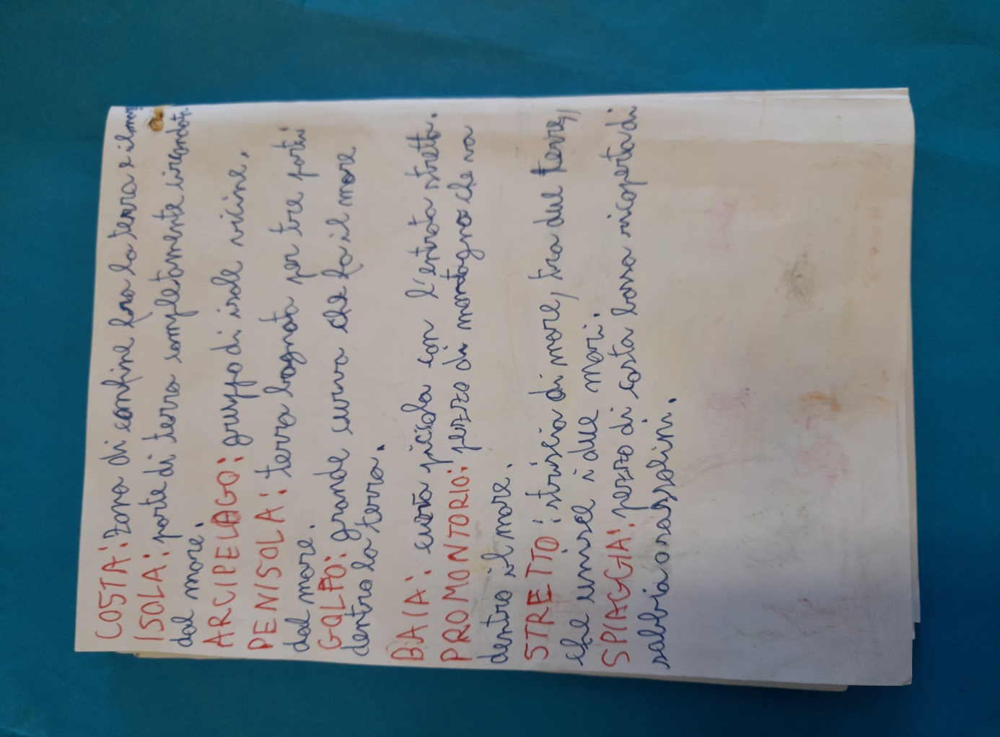 COSTA: zona di confine fra la terra e il mare
ISOLA: parte di terra completamente circondata
dal mare.
ARCIPELAGO: gruppo di isole vicine.
PENISOLA: terra bagnata per tre parti
dal mare.
GOLFO: grande curva che fa il mare
dentro la terra.
BAIA: curva piccola con l'entrata stretta.
PROMONTORIO: pezzo di montagna che va
dentro il mare.
STRETTO: striscia di mare, tra due terre,
che unisce i due mari.
SPIAGGIA: pezzo di costa bassa ricoperta di
sabbia o sassolini.